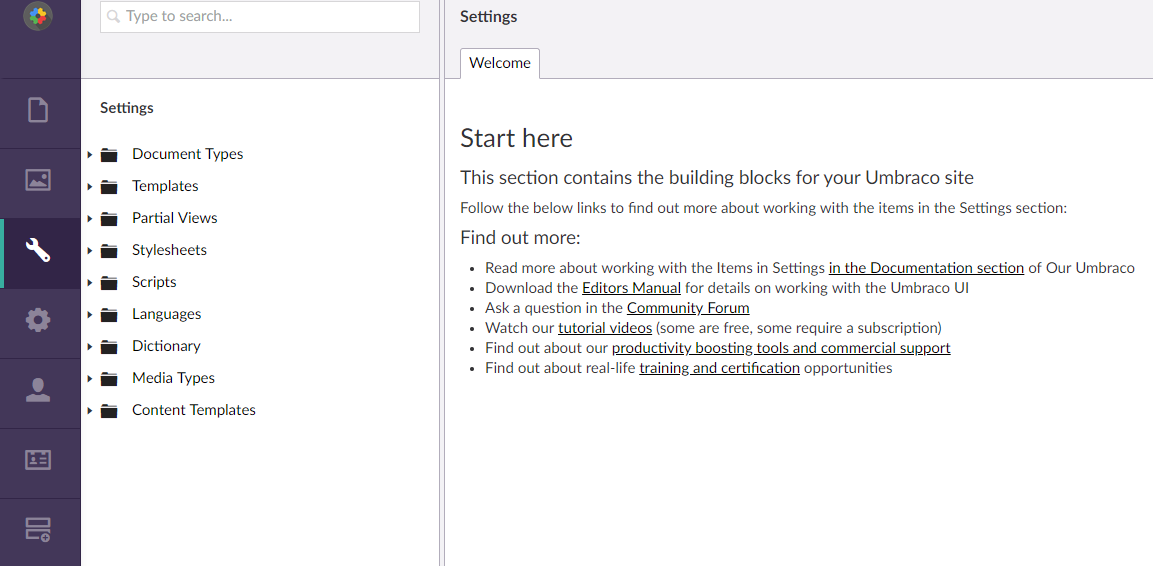 Type to search...
Settings
Document Types
Templates
Partial Views
Stylesheets
Scripts
Languages
Dictionary
Media Types
Content Templates
Settings
Welcome
Start here
This section contains the building blocks for your Umbraco site
Follow the below links to find out more about working with the items in the Settings section:
Find out more:
Read more about working with the Items in Settings in the Documentation section of Our Umbraco
Download the Editors Manual for details on working with the Umbraco UI
Ask a question in the Community Forum
Watch our tutorial videos (some are free, some require a subscription)
Find out about our productivity boosting tools and commercial support
Find out about real-life training and certification opportunities